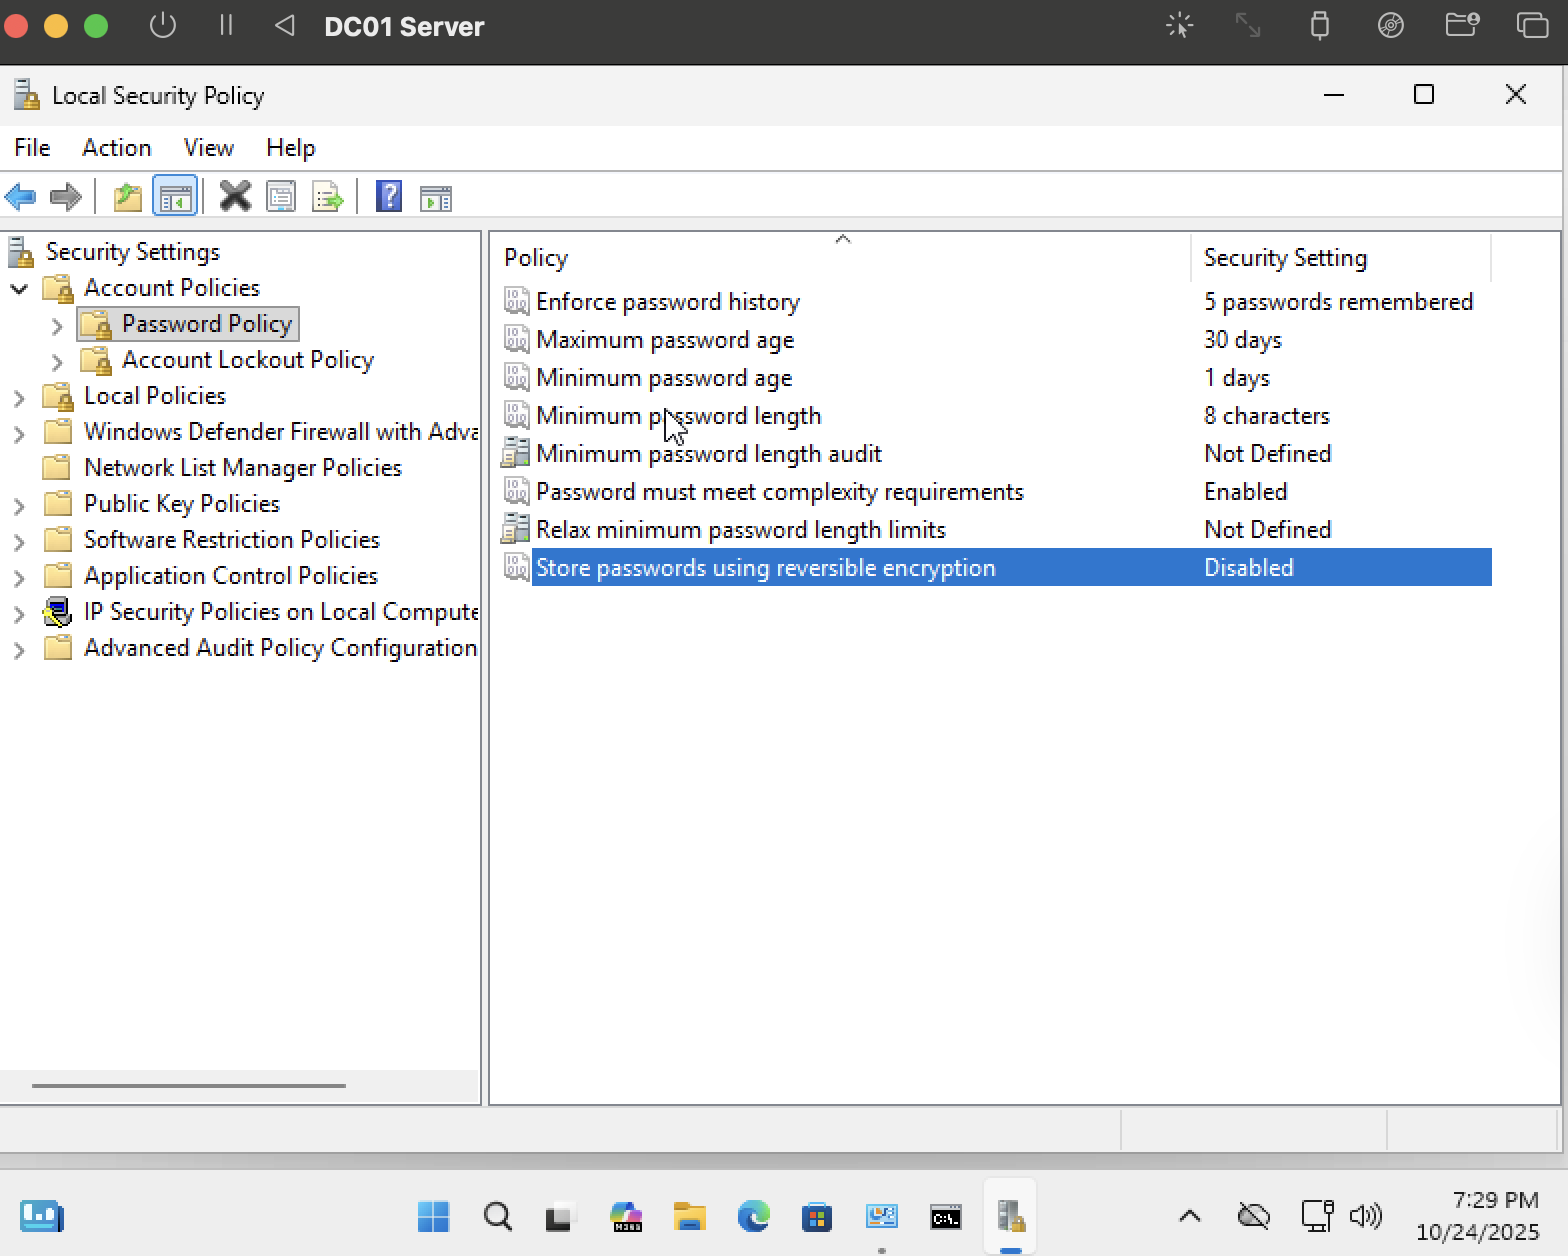 DC01 Server
Local Security Policy
File Action View Help
Security Settings
Account Policies
Password Policy
Account Lockout Policy
Local Policies
Windows Defender Firewall with Adva
Network List Manager Policies
Public Key Policies
Software Restriction Policies
Application Control Policies
IP Security Policies on Local Compute
Advanced Audit Policy Configuration
Policy Security Setting
Enforce password history 5 passwords remembered
Maximum password age 30 days
Minimum password age 1 days
Minimum password length 8 characters
Minimum password length audit Not Defined
Password must meet complexity requirements Enabled
Relax minimum password length limits Not Defined
Store passwords using reversible encryption Disabled
7:29 PM
10/24/2025